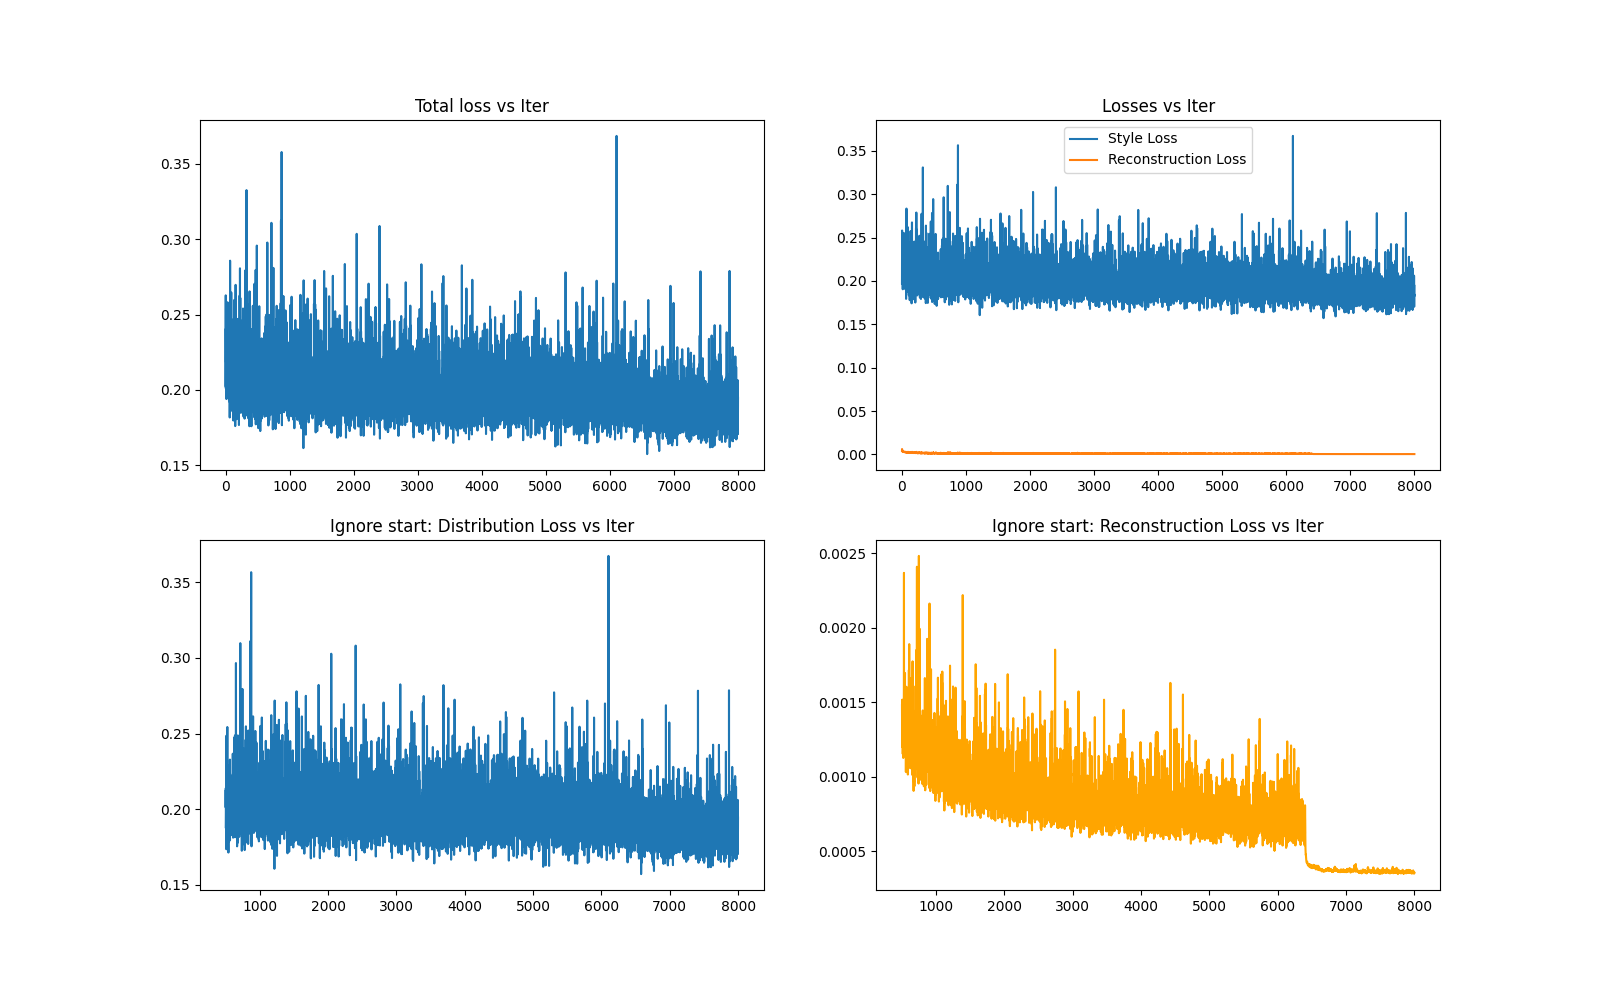 Total loss vs Iter
0.35
0.30
0.25
0.20
0.15
0 1000 2000 3000 4000 5000 6000 7000 8000
Losses vs Iter
Style Loss
Reconstruction Loss
0.35
0.30
0.25
0.20
0.15
0.10
0.05
0.00
0 1000 2000 3000 4000 5000 6000 7000 8000
Ignore start: Distribution Loss vs Iter
0.35
0.30
0.25
0.20
0.15
1000 2000 3000 4000 5000 6000 7000 8000
Ignore start: Reconstruction Loss vs Iter
0.0025
0.0020
0.0015
0.0010
0.0005
1000 2000 3000 4000 5000 6000 7000 8000